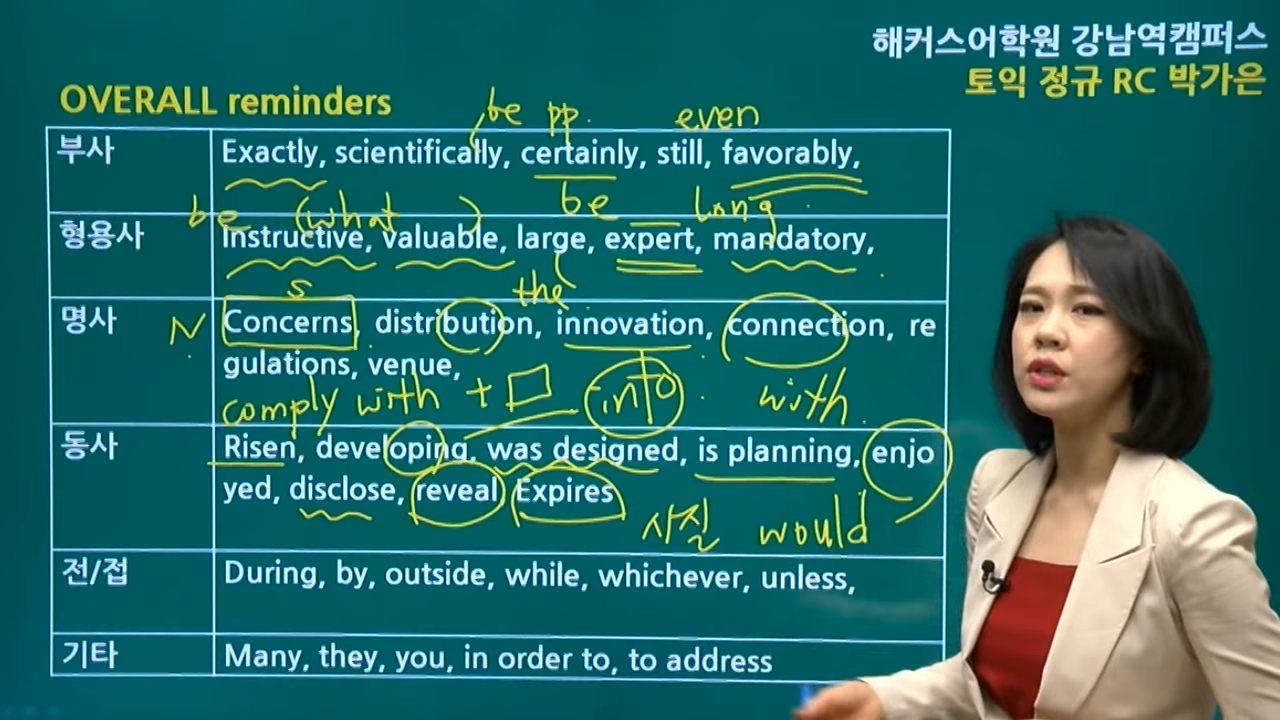 해커스어학원 강남역캠퍼스
토익 정규 RC 박가은
OVERALL reminders
be pp. even
부사 Exactly, scientifically, certainly, still, favorably,
be (what ) be long
형용사 Instructive, valuable, large, expert, mandatory,
s the
N 명사 Concerns, distribution, innovation, connection, re
gulations, venue,
comply with + into with
동사 Risen, developing, was designed, is planning, enjo
yed, disclose, reveal Expires
사실 would
전/접 During, by, outside, while, whichever, unless,
기타 Many, they, you, in order to, to address